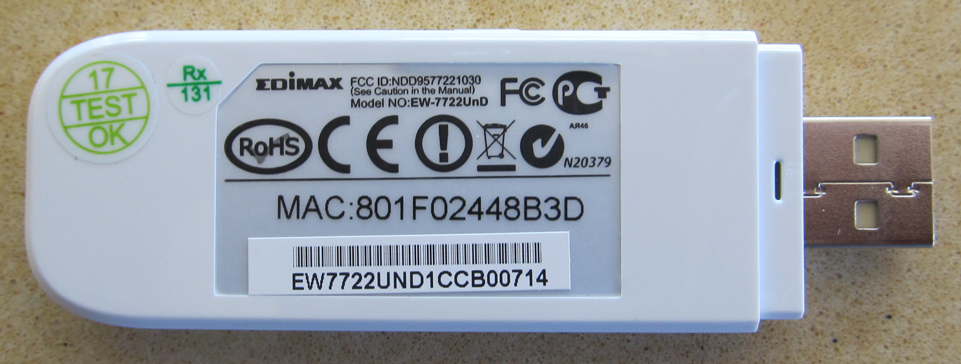 17
TEST
OK
Rx
131
EDIMAX
FCC ID:NDD9577221030
(See Caution in the Manual)
Model NO:EW-7722UnD
FC
PCT
AR46
RoHS
CE
N20379
MAC:801F02448B3D
EW7722UND1CCB00714